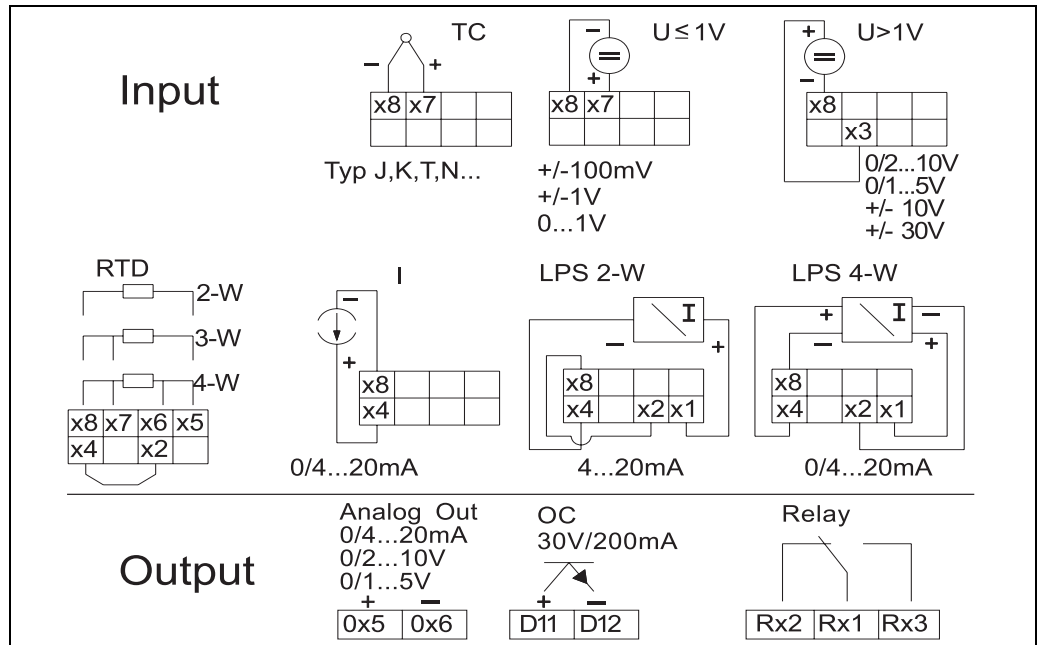 Input
TC
− +
x8 x7
Typ J,K,T,N...
U≤1V
−
+
x8 x7
+/-100mV
+/-1V
0...1V
U>1V
+
−
x8
x3
0/2...10V
0/1...5V
+/- 10V
+/- 30V
RTD
2-W
3-W
4-W
x8 x7 x6 x5
x4 x2
I
−
+
x8
x4
0/4...20mA
LPS 2-W
I
− +
x8
x4 x2 x1
4...20mA
LPS 4-W
+ I −
− +
x8
x4 x2 x1
0/4...20mA
Output
Analog Out
0/4...20mA
0/2...10V
0/1...5V
+ −
0x5 0x6
OC
30V/200mA
+ −
D11 D12
Relay
Rx2 Rx1 Rx3